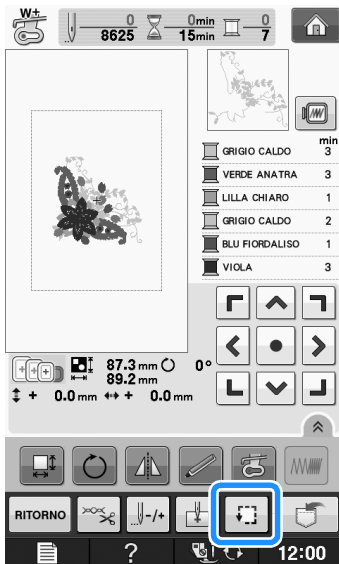 W+
0 0min 0
8625 15min 7
min
GRIGIO CALDO 3
VERDE ANATRA 3
LILLA CHIARO 1
GRIGIO CALDO 2
BLU FIORDALISO 1
VIOLA 3
87.3 mm 0°
89.2 mm
+ 0.0 mm + 0.0 mm
RITORNO -/+
? 12:00